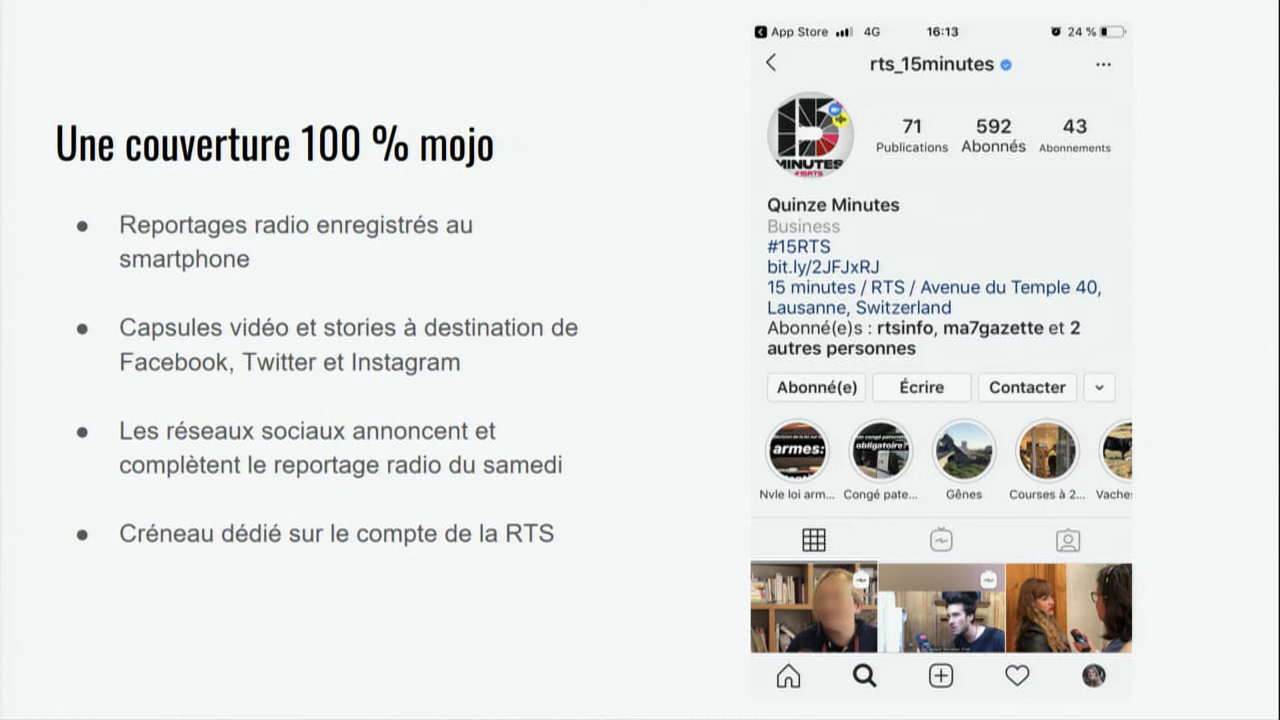 Une couverture 100 % mojo
● Reportages radio enregistrés au
smartphone
● Capsules vidéo et stories à destination de
Facebook, Twitter et Instagram
● Les réseaux sociaux annoncent et
complètent le reportage radio du samedi
● Créneau dédié sur le compte de la RTS
App Store 4G 16:13 24 %
rts_15minutes
15
MINUTES
#15RTS
71 592 43
Publications Abonnés Abonnements
Quinze Minutes
Business
#15RTS
bit.ly/2JFJxRJ
15 minutes / RTS / Avenue du Temple 40,
Lausanne, Switzerland
Abonné(e)s : rtsinfo, ma7gazette et 2
autres personnes
Abonné(e) Écrire Contacter
armes:
obligatoire?
Nvle loi arm... Congé pate... Gênes Courses à 2... Vache